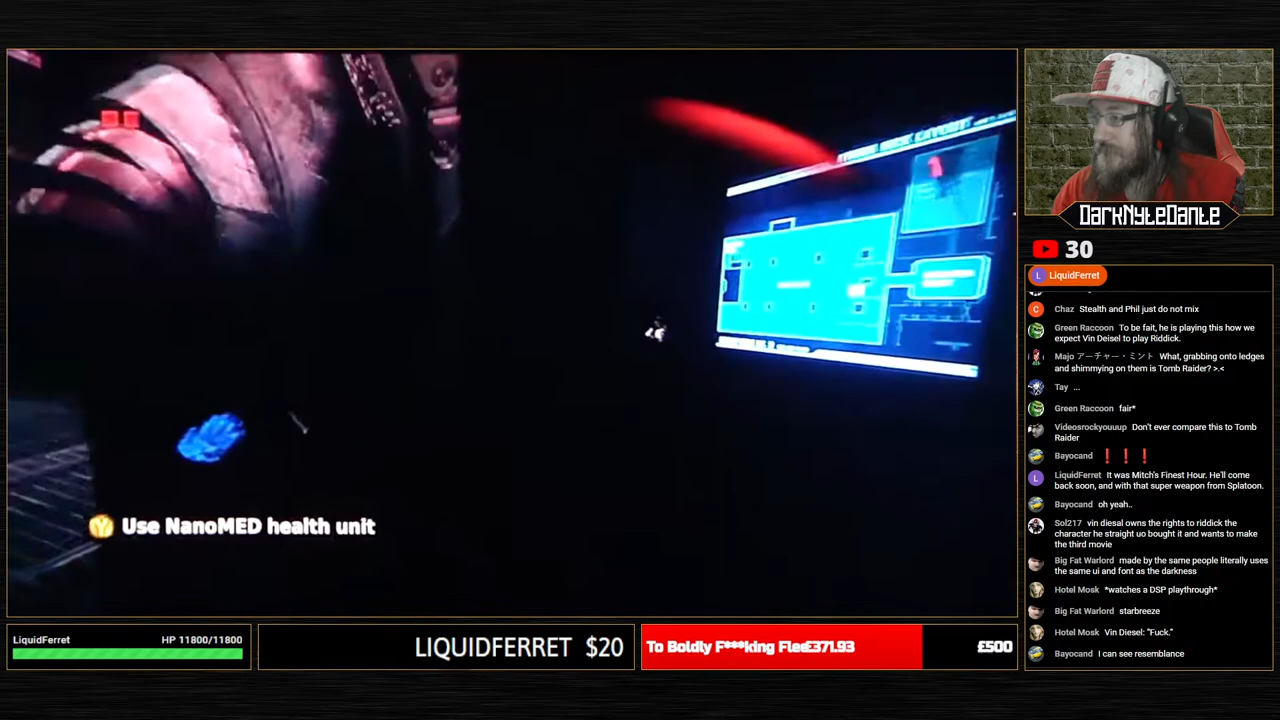 Use NanoMED health unit
Y
DarkNyteDante
30
L LiquidFerret
Chaz Stealth and Phil just do not mix
Green Raccoon To be fait, he is playing this how we
expect Vin Deisel to play Riddick.
Majo アーチャー・ミント What, grabbing onto ledges
and shimmying on them is Tomb Raider? >.<
Tay ...
Green Raccoon fair*
Videosrockyouuup Don't ever compare this to Tomb
Raider
Bayocand ❗❗❗
LiquidFerret It was Mitch's Finest Hour. He'll come
back soon, and with that super weapon from Splatoon.
Bayocand oh yeah..
Sol217 vin diesal owns the rights to riddick the
character he straight uo bought it and wants to make
the third movie
Big Fat Warlord made by the same people literally uses
the same ui and font as the darkness
Hotel Mosk *watches a DSP playthrough*
Big Fat Warlord starbreeze
Hotel Mosk Vin Diesel: "Fuck."
Bayocand I can see resemblance
LiquidFerret HP 11800/11800
LIQUIDFERRET $20
To Boldly F***king Flee£371.93 £500